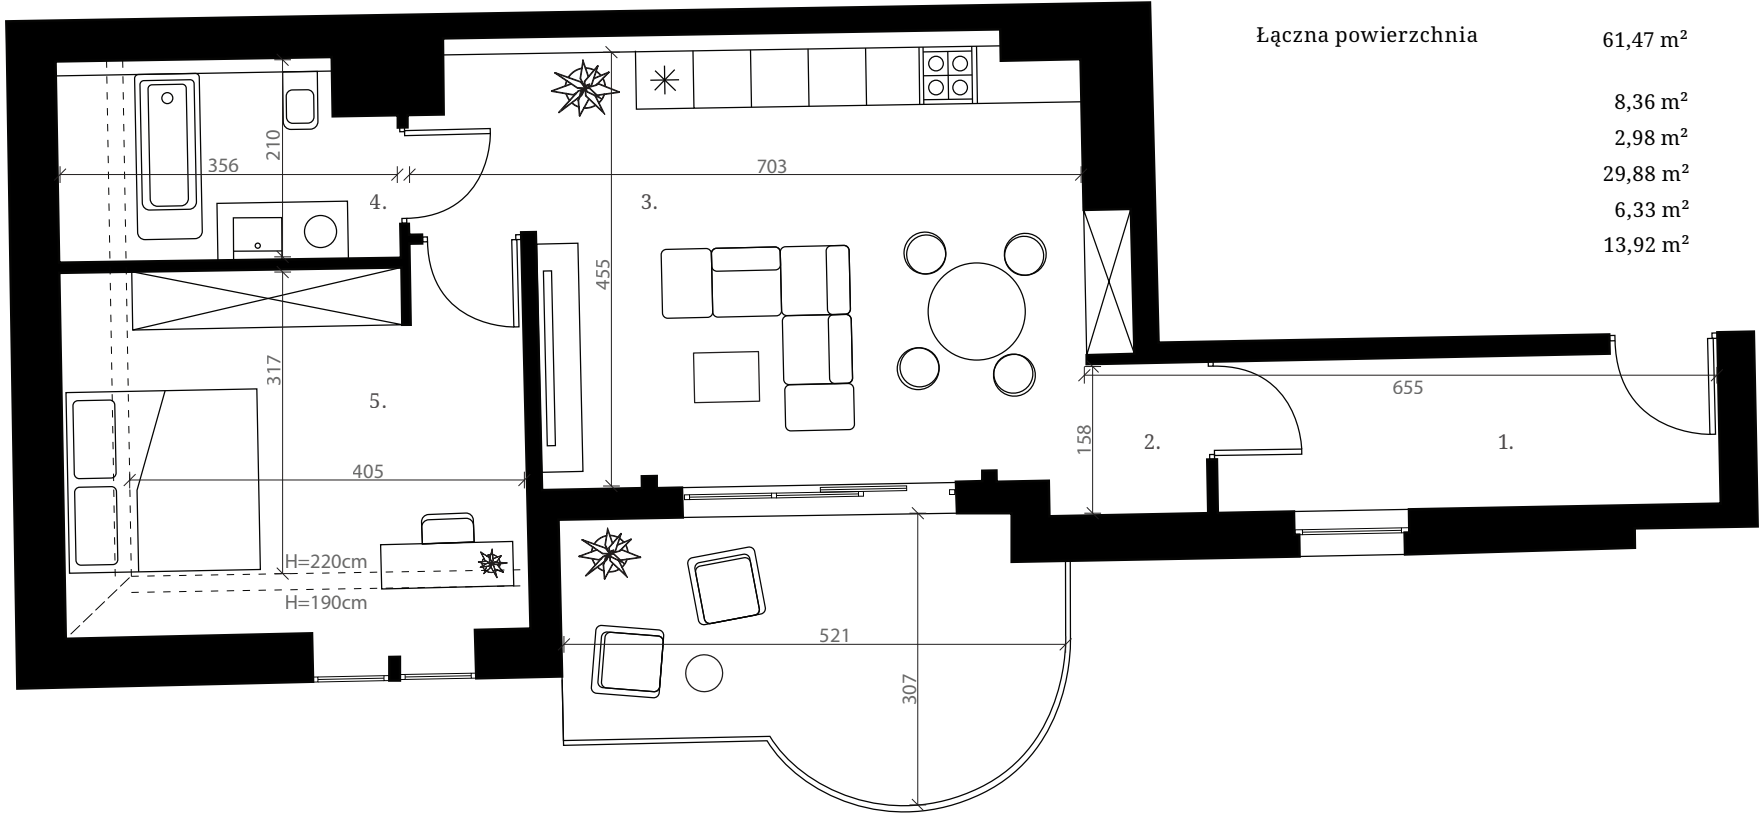 Łączna powierzchnia 61,47 m²
8,36 m²
2,98 m²
29,88 m²
6,33 m²
13,92 m²
210
356
703
4.
3.
455
317
5.
405
655
158
2.
1.
H=220cm
H=190cm
521
307